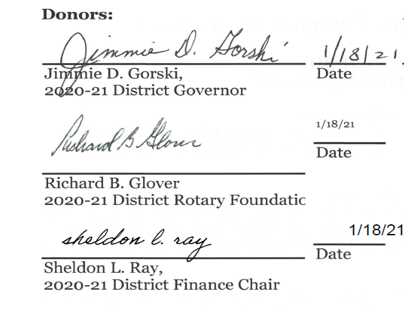 Donors:
Jimmie D. Gorski 1/18/21
Jimmie D. Gorski, Date
2020-21 District Governor
Richard B Glover 1/18/21
Date
Richard B. Glover
2020-21 District Rotary Foundatic
sheldon l. ray 1/18/21
Date
Sheldon L. Ray,
2020-21 District Finance Chair